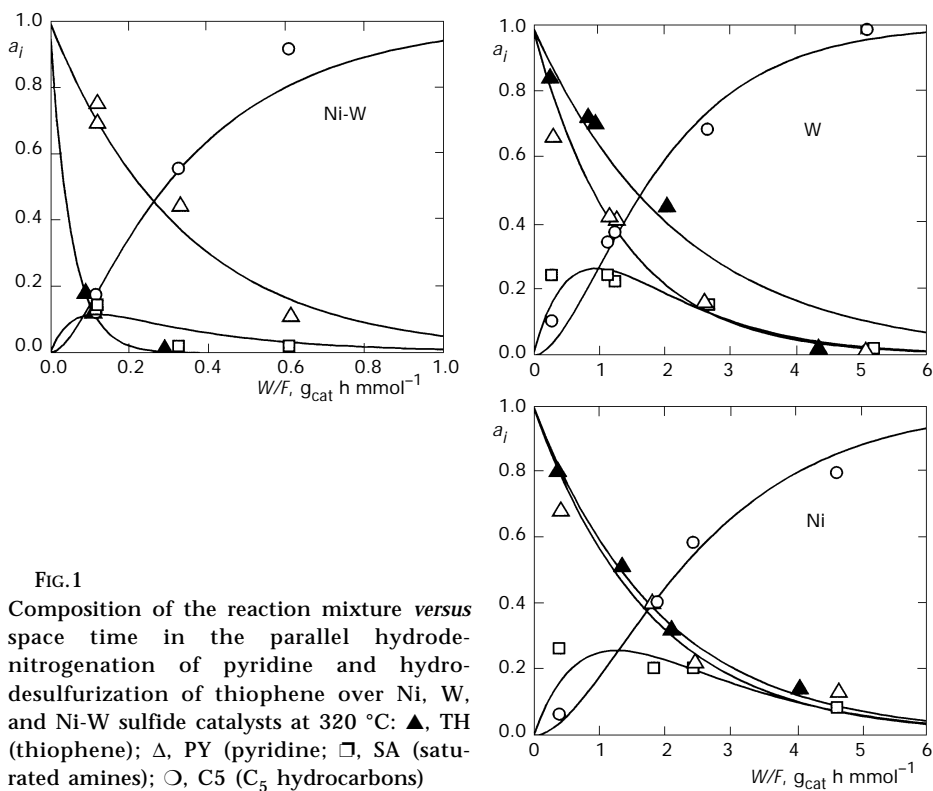 1.0
a_i
0.8
0.6
0.4
0.2
0.0
Ni-W
0.0 0.2 0.4 0.6 0.8 1.0
W/F, g_cat h mmol⁻¹
1.0
a_i
0.8
0.6
0.4
0.2
0.0
W
0 1 2 3 4 5 6
1.0
a_i
0.8
0.6
0.4
0.2
0.0
Ni
0 1 2 3 4 5 6
W/F, g_cat h mmol⁻¹
FIG.1
Composition of the reaction mixture versus
space time in the parallel hydrode-
nitrogenation of pyridine and hydro-
desulfurization of thiophene over Ni, W,
and Ni-W sulfide catalysts at 320 °C: ▲, TH
(thiophene); △, PY (pyridine; ❒, SA (satu-
rated amines); ❍, C5 (C₅ hydrocarbons)